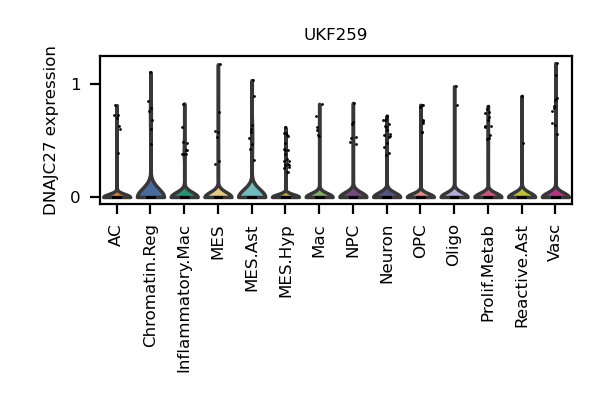 UKF259
DNAJC27 expression
1
0
AC
Chromatin.Reg
Inflammatory.Mac
MES
MES.Ast
MES.Hyp
Mac
NPC
Neuron
OPC
Oligo
Prolif.Metab
Reactive.Ast
Vasc